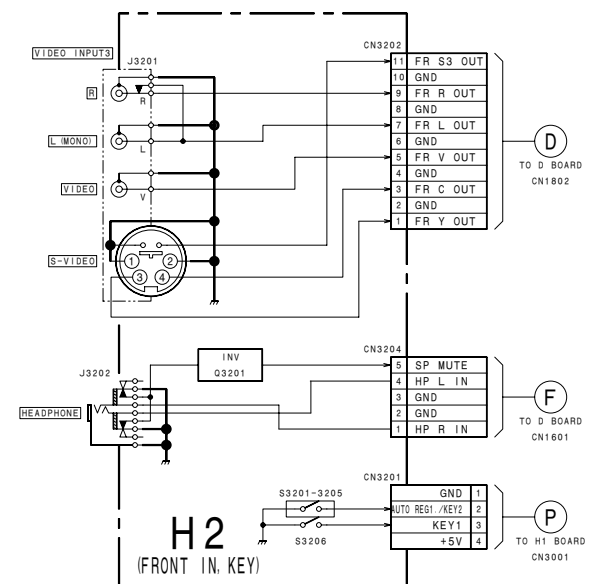 VIDEO INPUT3
J3201
R
R
L (MONO)
L
VIDEO
V
S-VIDEO
1
2
3
4
CN3202
11 FR S3 OUT
10 GND
9 FR R OUT
8 GND
7 FR L OUT
6 GND
5 FR V OUT
4 GND
3 FR C OUT
2 GND
1 FR Y OUT
D
TO D BOARD
CN1802
J3202
HEADPHONE
INV
Q3201
CN3204
5 SP MUTE
4 HP L IN
3 GND
2 GND
1 HP R IN
F
TO D BOARD
CN1601
S3201-3205
S3206
CN3201
GND 1
AUTO REG1./KEY2 2
KEY1 3
+5V 4
P
TO H1 BOARD
CN3001
H2
(FRONT IN, KEY)